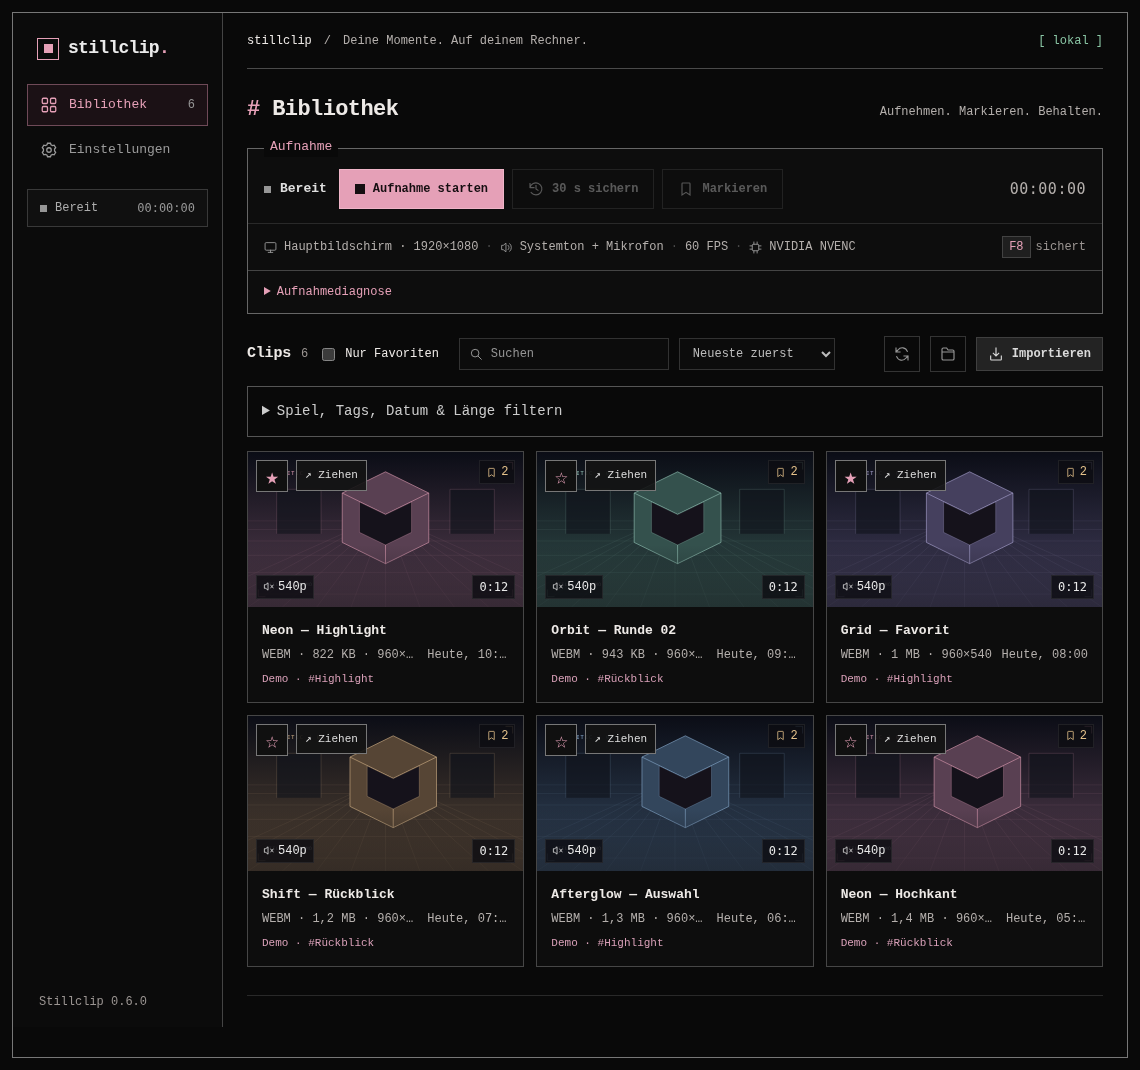 stillclip.
Bibliothek 6
Einstellungen
Bereit 00:00:00
Stillclip 0.6.0
stillclip / Deine Momente. Auf deinem Rechner. [ lokal ]
# Bibliothek
Aufnehmen. Markieren. Behalten.
Aufnahme
Bereit Aufnahme starten 30 s sichern Markieren 00:00:00
Hauptbildschirm · 1920×1080 · Systemton + Mikrofon · 60 FPS · NVIDIA NVENC F8 sichert
Aufnahmediagnose
Clips 6 Nur Favoriten Suchen Neueste zuerst Importieren
Spiel, Tags, Datum & Länge filtern
★ ↗ Ziehen 2
540p 0:12
Neon — Highlight
WEBM · 822 KB · 960×… Heute, 10:…
Demo · #Highlight
☆ ↗ Ziehen 2
540p 0:12
Orbit — Runde 02
WEBM · 943 KB · 960×… Heute, 09:…
Demo · #Rückblick
★ ↗ Ziehen 2
540p 0:12
Grid — Favorit
WEBM · 1 MB · 960×540 Heute, 08:00
Demo · #Highlight
☆ ↗ Ziehen 2
540p 0:12
Shift — Rückblick
WEBM · 1,2 MB · 960×… Heute, 07:…
Demo · #Rückblick
☆ ↗ Ziehen 2
540p 0:12
Afterglow — Auswahl
WEBM · 1,3 MB · 960×… Heute, 06:…
Demo · #Highlight
☆ ↗ Ziehen 2
540p 0:12
Neon — Hochkant
WEBM · 1,4 MB · 960×… Heute, 05:…
Demo · #Rückblick